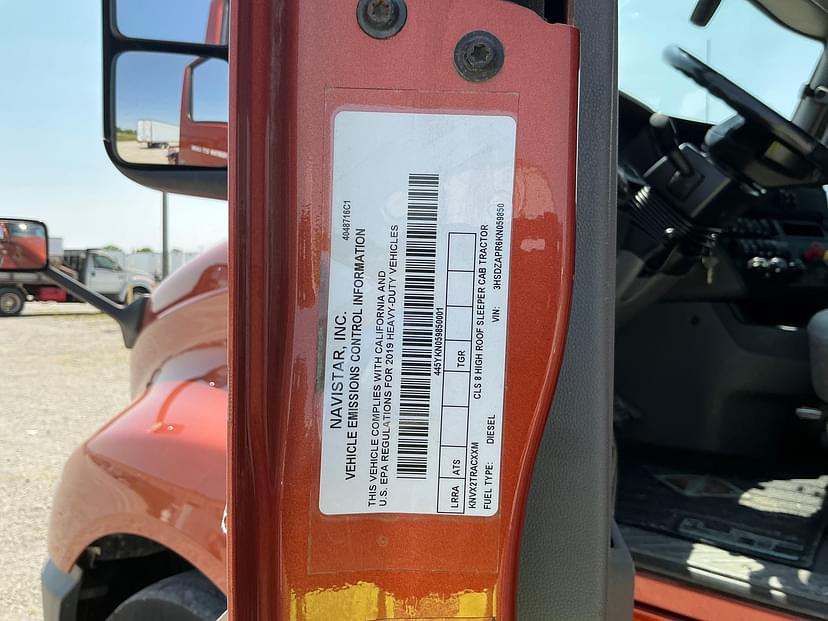 4048716C1
NAVISTAR, INC.
VEHICLE EMISSIONS CONTROL INFORMATION
THIS VEHICLE COMPLIES WITH CALIFORNIA AND
U.S. EPA REGULATIONS FOR 2019 HEAVY-DUTY VEHICLES
445YKN059850001
LRRA ATS TGR
KNVX2TRACXXM CLS 8 HIGH ROOF SLEEPER CAB TRACTOR
FUEL TYPE: DIESEL VIN: 3HSDZAPR6KN059850